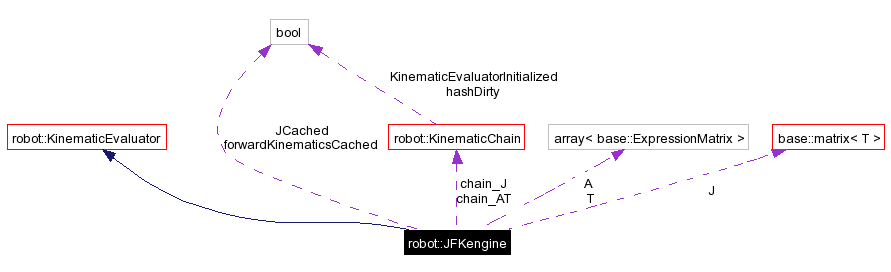 bool
KinematicEvaluatorInitialized
hashDirty
JCached
forwardKinematicsCached
robot::KinematicEvaluator
robot::KinematicChain
array< base::ExpressionMatrix >
base::matrix< T >
chain_J
chain_AT
A
T
J
robot::JFKengine